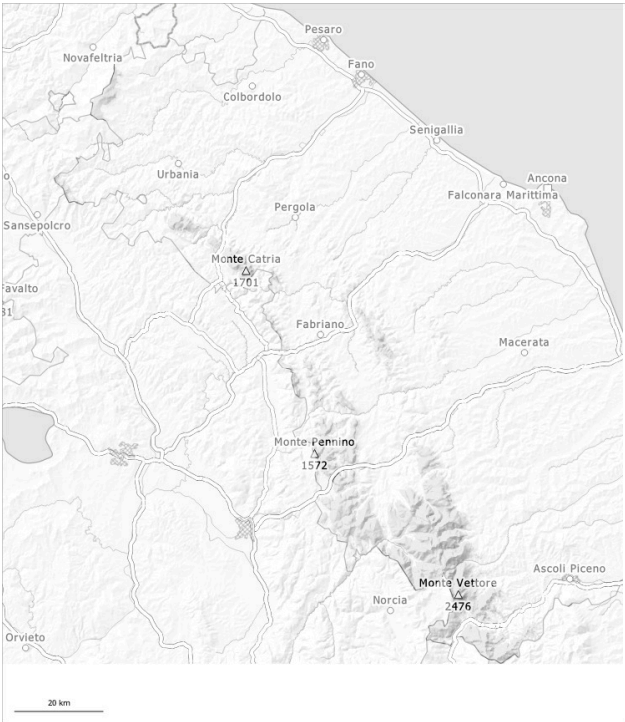 Pesaro
Novafeltria
Fano
Colbordolo
Senigallia
Urbania
Ancona
Falconara Marittima
Pergola
Sansepolcro
Monte Catria
1701
Favalto
31
Fabriano
Macerata
Monte Pennino
1572
Ascoli Piceno
Monte Vettore
2476
Norcia
Orvieto
20 km